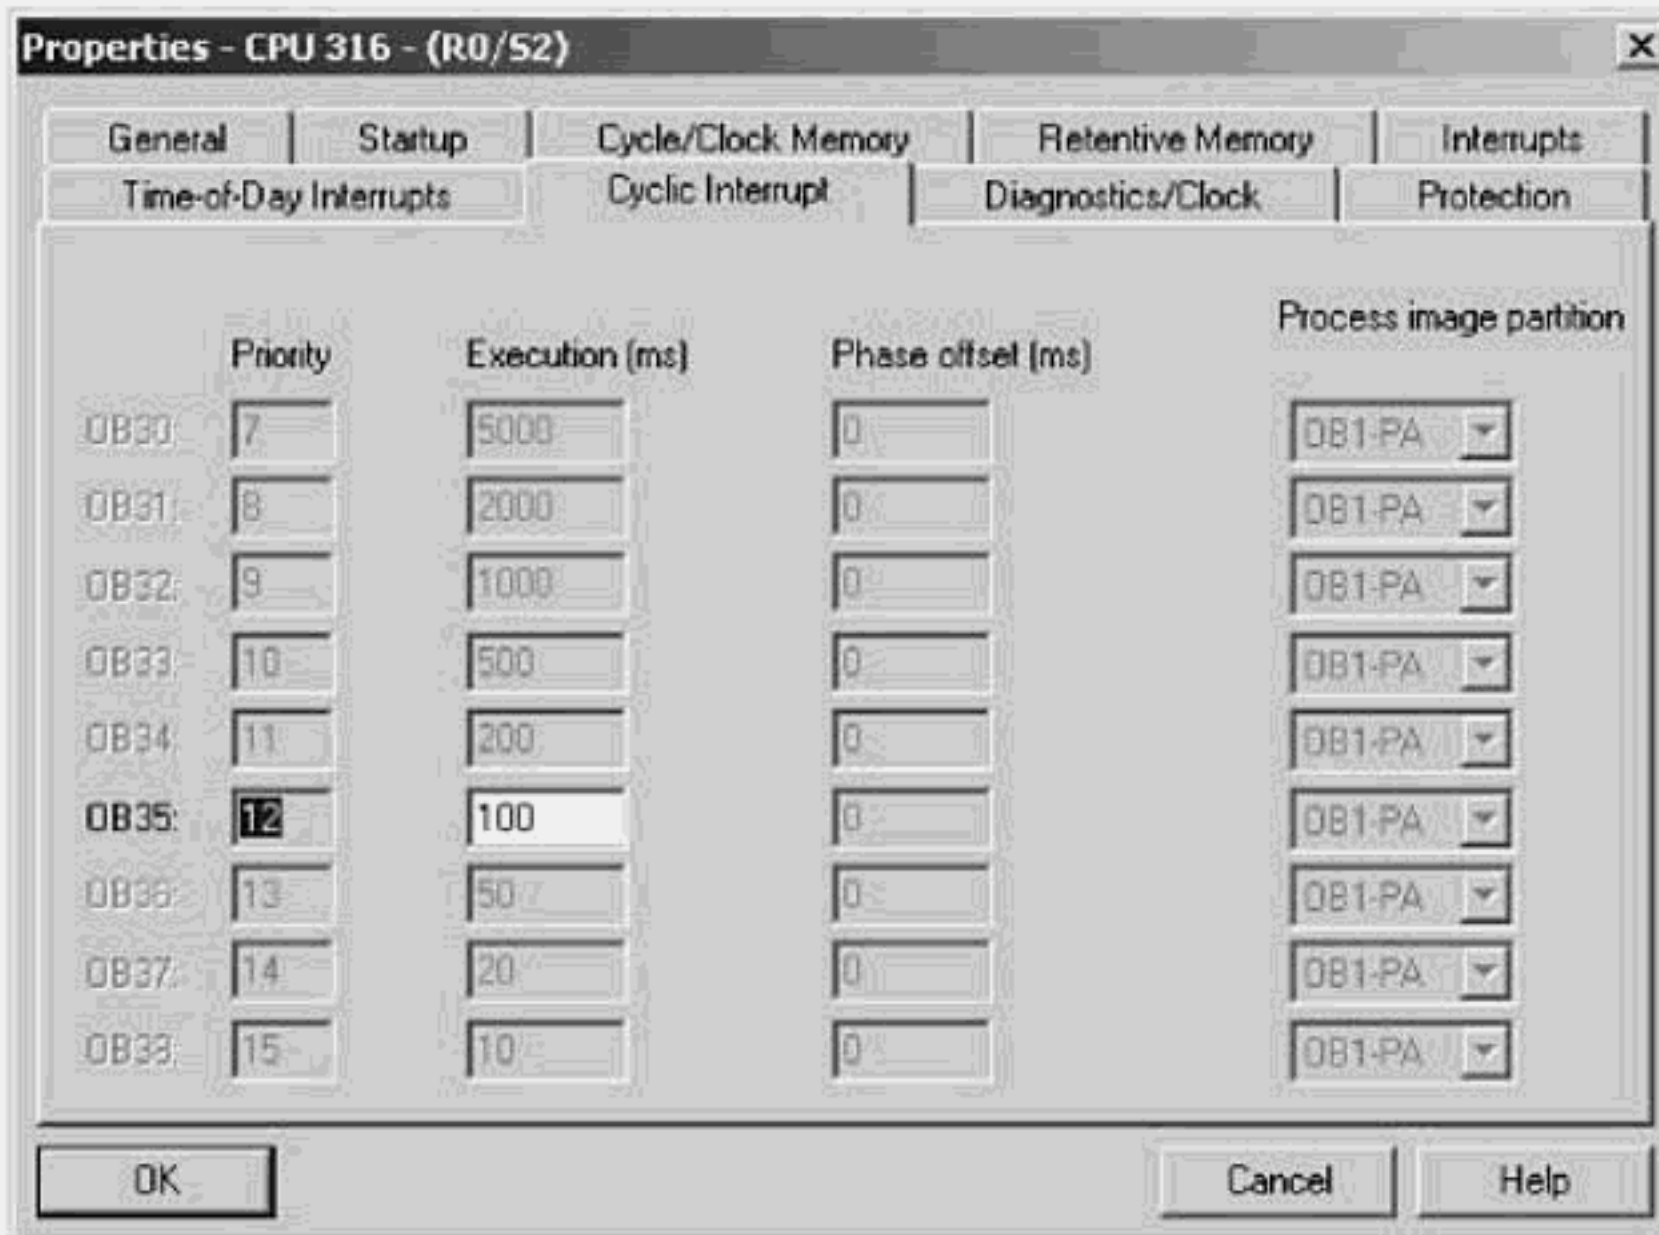 Properties - CPU 316 - (R0/S2)
General Startup Cycle/Clock Memory Retentive Memory Interrupts
Time-of-Day Interrupts Cyclic Interrupt Diagnostics/Clock Protection
Process image partition
Priority Execution (ms) Phase offset (ms)
OB30: 7 5000 0 OB1-PA
OB31: 8 2000 0 OB1-PA
OB32: 9 1000 0 OB1-PA
OB33: 10 500 0 OB1-PA
OB34: 11 200 0 OB1-PA
OB35: 12 100 0 OB1-PA
OB36: 13 50 0 OB1-PA
OB37: 14 20 0 OB1-PA
OB38: 15 10 0 OB1-PA
OK Cancel Help